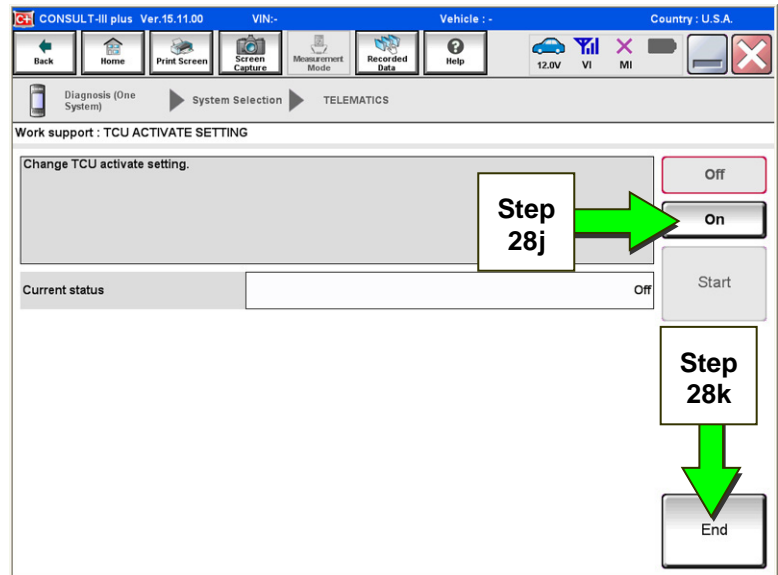 C+ CONSULT-III plus Ver.15.11.00 VIN:- Vehicle : - Country : U.S.A.
Back
Home
Print Screen
Screen
Capture
Measurement
Mode
Recorded
Data
Help
12.0V
VI
MI
Diagnosis (One
System)
System Selection
TELEMATICS
Work support : TCU ACTIVATE SETTING
Change TCU activate setting.
Off
Step
28j
On
Current status
Off
Start
Step
28k
End